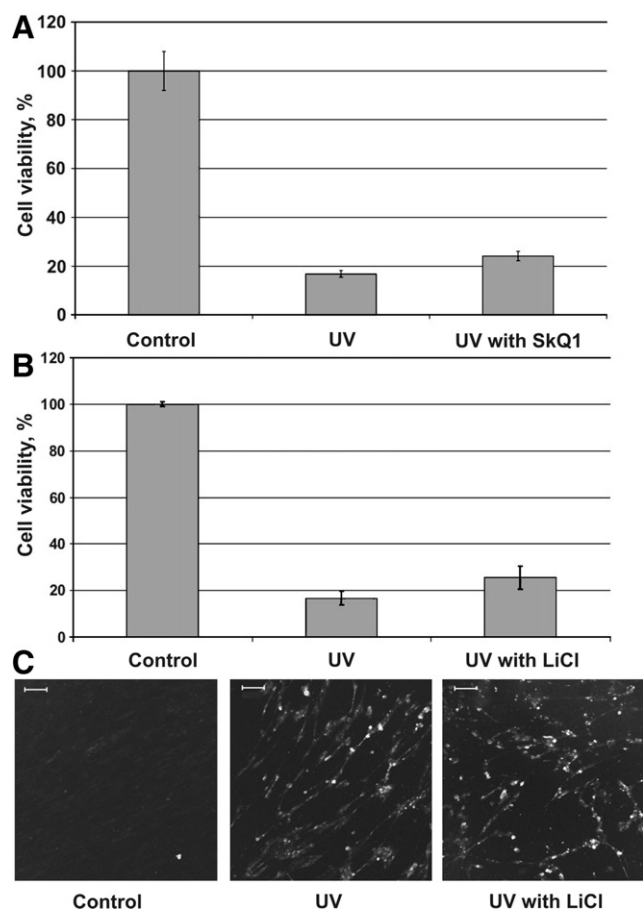 A
Cell viability, %
120
100
80
60
40
20
0
Control UV UV with SkQ1
B
Cell viability, %
120
100
80
60
40
20
0
Control UV UV with LiCl
C
Control UV UV with LiCl